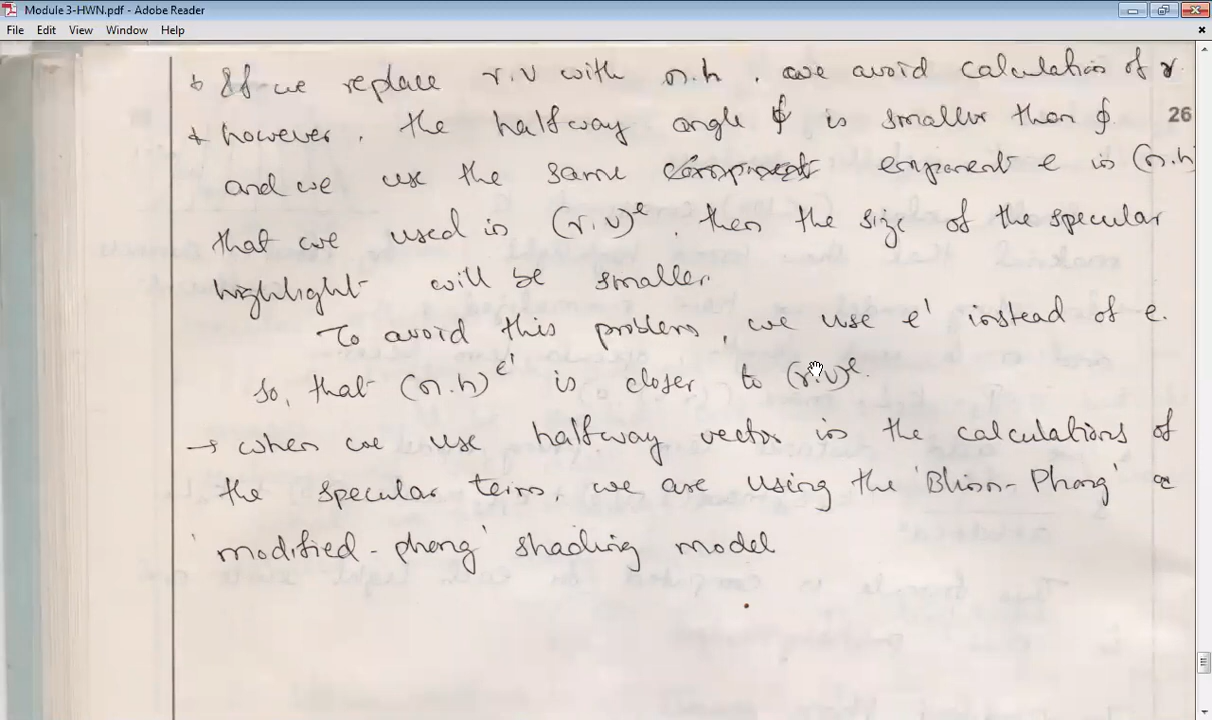 Module 3-HWN.pdf - Adobe Reader
File Edit View Window Help
If we replace r.v with n.h, we avoid calculation of r
26
* however, the halfway angle ϕ is smaller than ϕ.
and we use the same exponent e in (n.h)
that we used in (r.v)^e, then the size of the specular
highlight will be smaller.
To avoid this problem, we use e' instead of e.
so, that (n.h)^e' is closer to (r.v)^e.
→ when we use halfway vector in the calculations of
the specular term, we are using the 'Blinn-Phong' or
'modified-phong' shading model